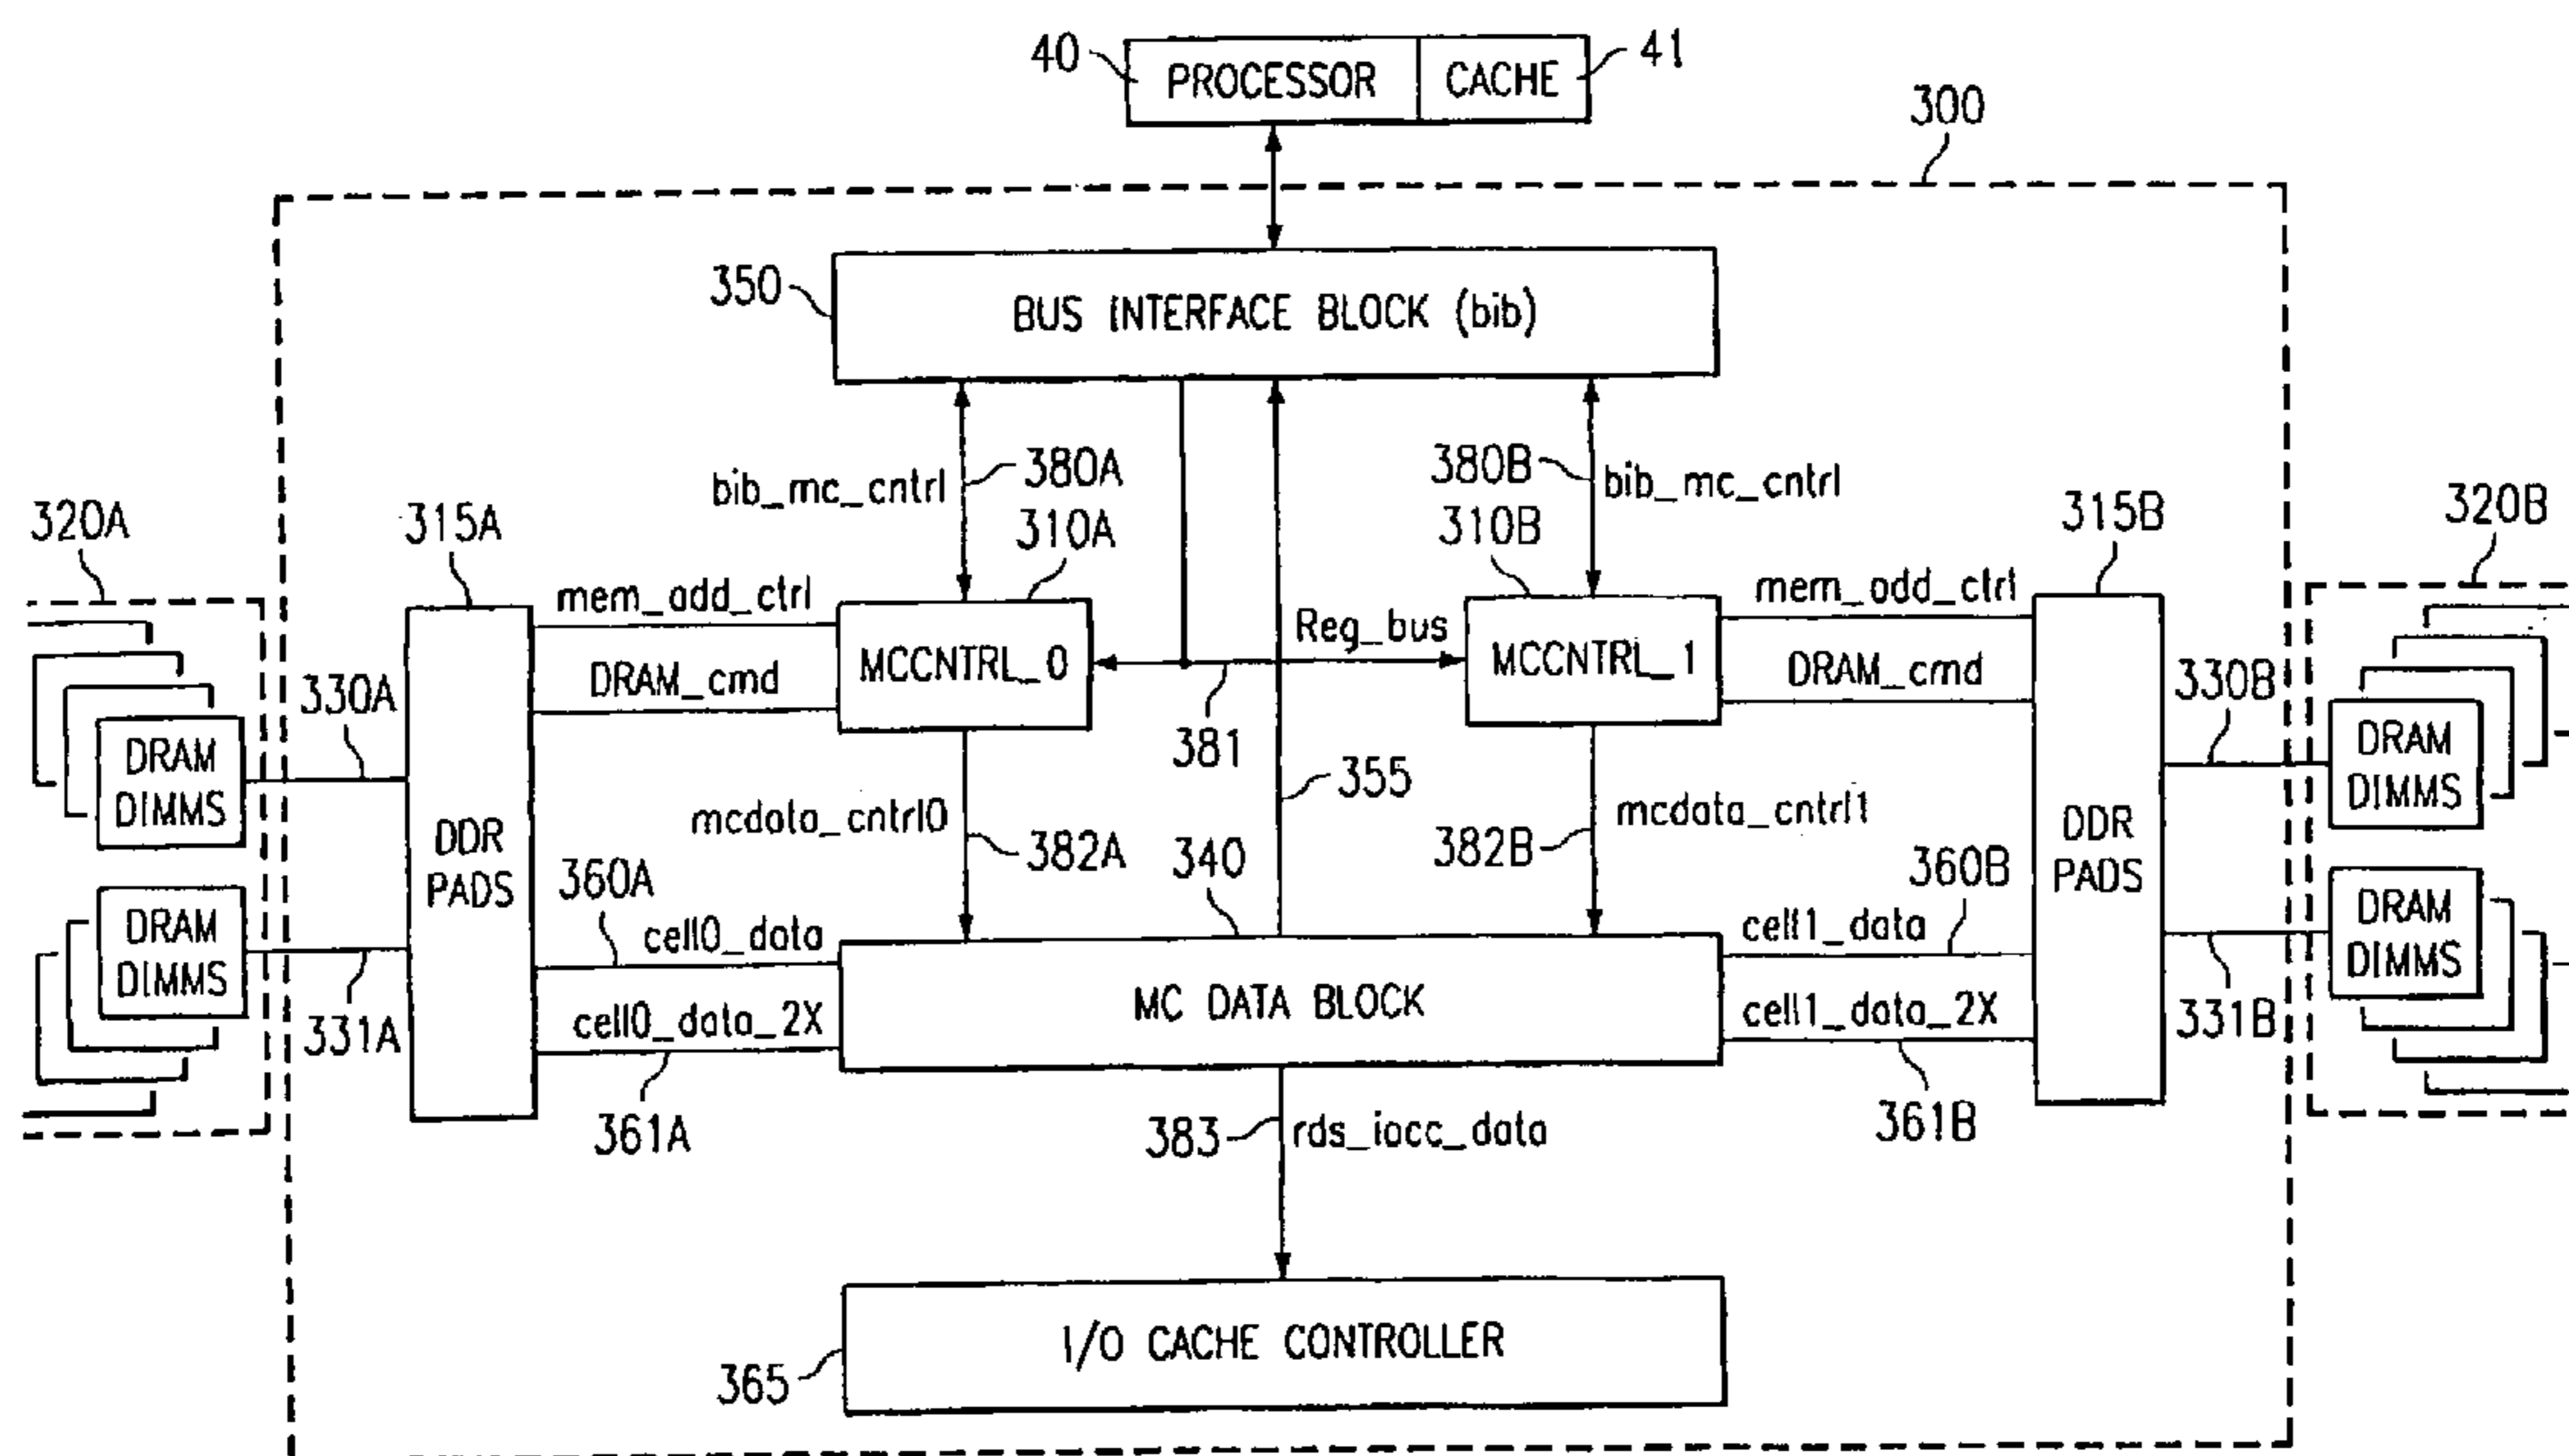 40
PROCESSOR
CACHE
41
300
350
BUS INTERFACE BLOCK (bib)
bib_mc_cntrl
380A
380B
bib_mc_cntrl
320A
315A
310A
310B
315B
320B
mem_add_ctrl
DRAM_cmd
MCCNTRL_0
Reg_bus
MCCNTRL_1
mem_add_ctrl
DRAM_cmd
381
330A
330B
DRAM
DIMMS
DRAM
DIMMS
355
mcdata_cntrl0
382A
340
382B
mcdata_cntrl1
DDR
PADS
DDR
PADS
360A
cell0_data
360B
cell1_data
DRAM
DIMMS
DRAM
DIMMS
MC DATA BLOCK
331A
cell0_data_2X
cell1_data_2X
331B
361A
361B
383
rds_iocc_data
I/O CACHE CONTROLLER
365